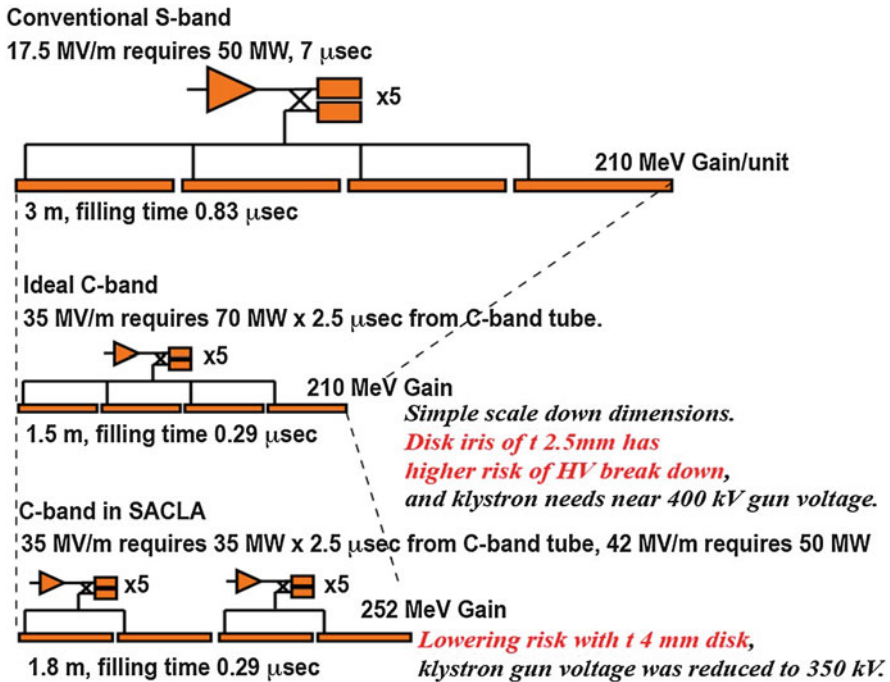 Conventional S-band
17.5 MV/m requires 50 MW, 7 μsec
x5
210 MeV Gain/unit
3 m, filling time 0.83 μsec
Ideal C-band
35 MV/m requires 70 MW x 2.5 μsec from C-band tube.
x5
210 MeV Gain
1.5 m, filling time 0.29 μsec
Simple scale down dimensions.
Disk iris of t 2.5mm has
higher risk of HV break down,
and klystron needs near 400 kV gun voltage.
C-band in SACLA
35 MV/m requires 35 MW x 2.5 μsec from C-band tube, 42 MV/m requires 50 MW
x5
x5
252 MeV Gain
1.8 m, filling time 0.29 μsec
Lowering risk with t 4 mm disk,
klystron gun voltage was reduced to 350 kV.